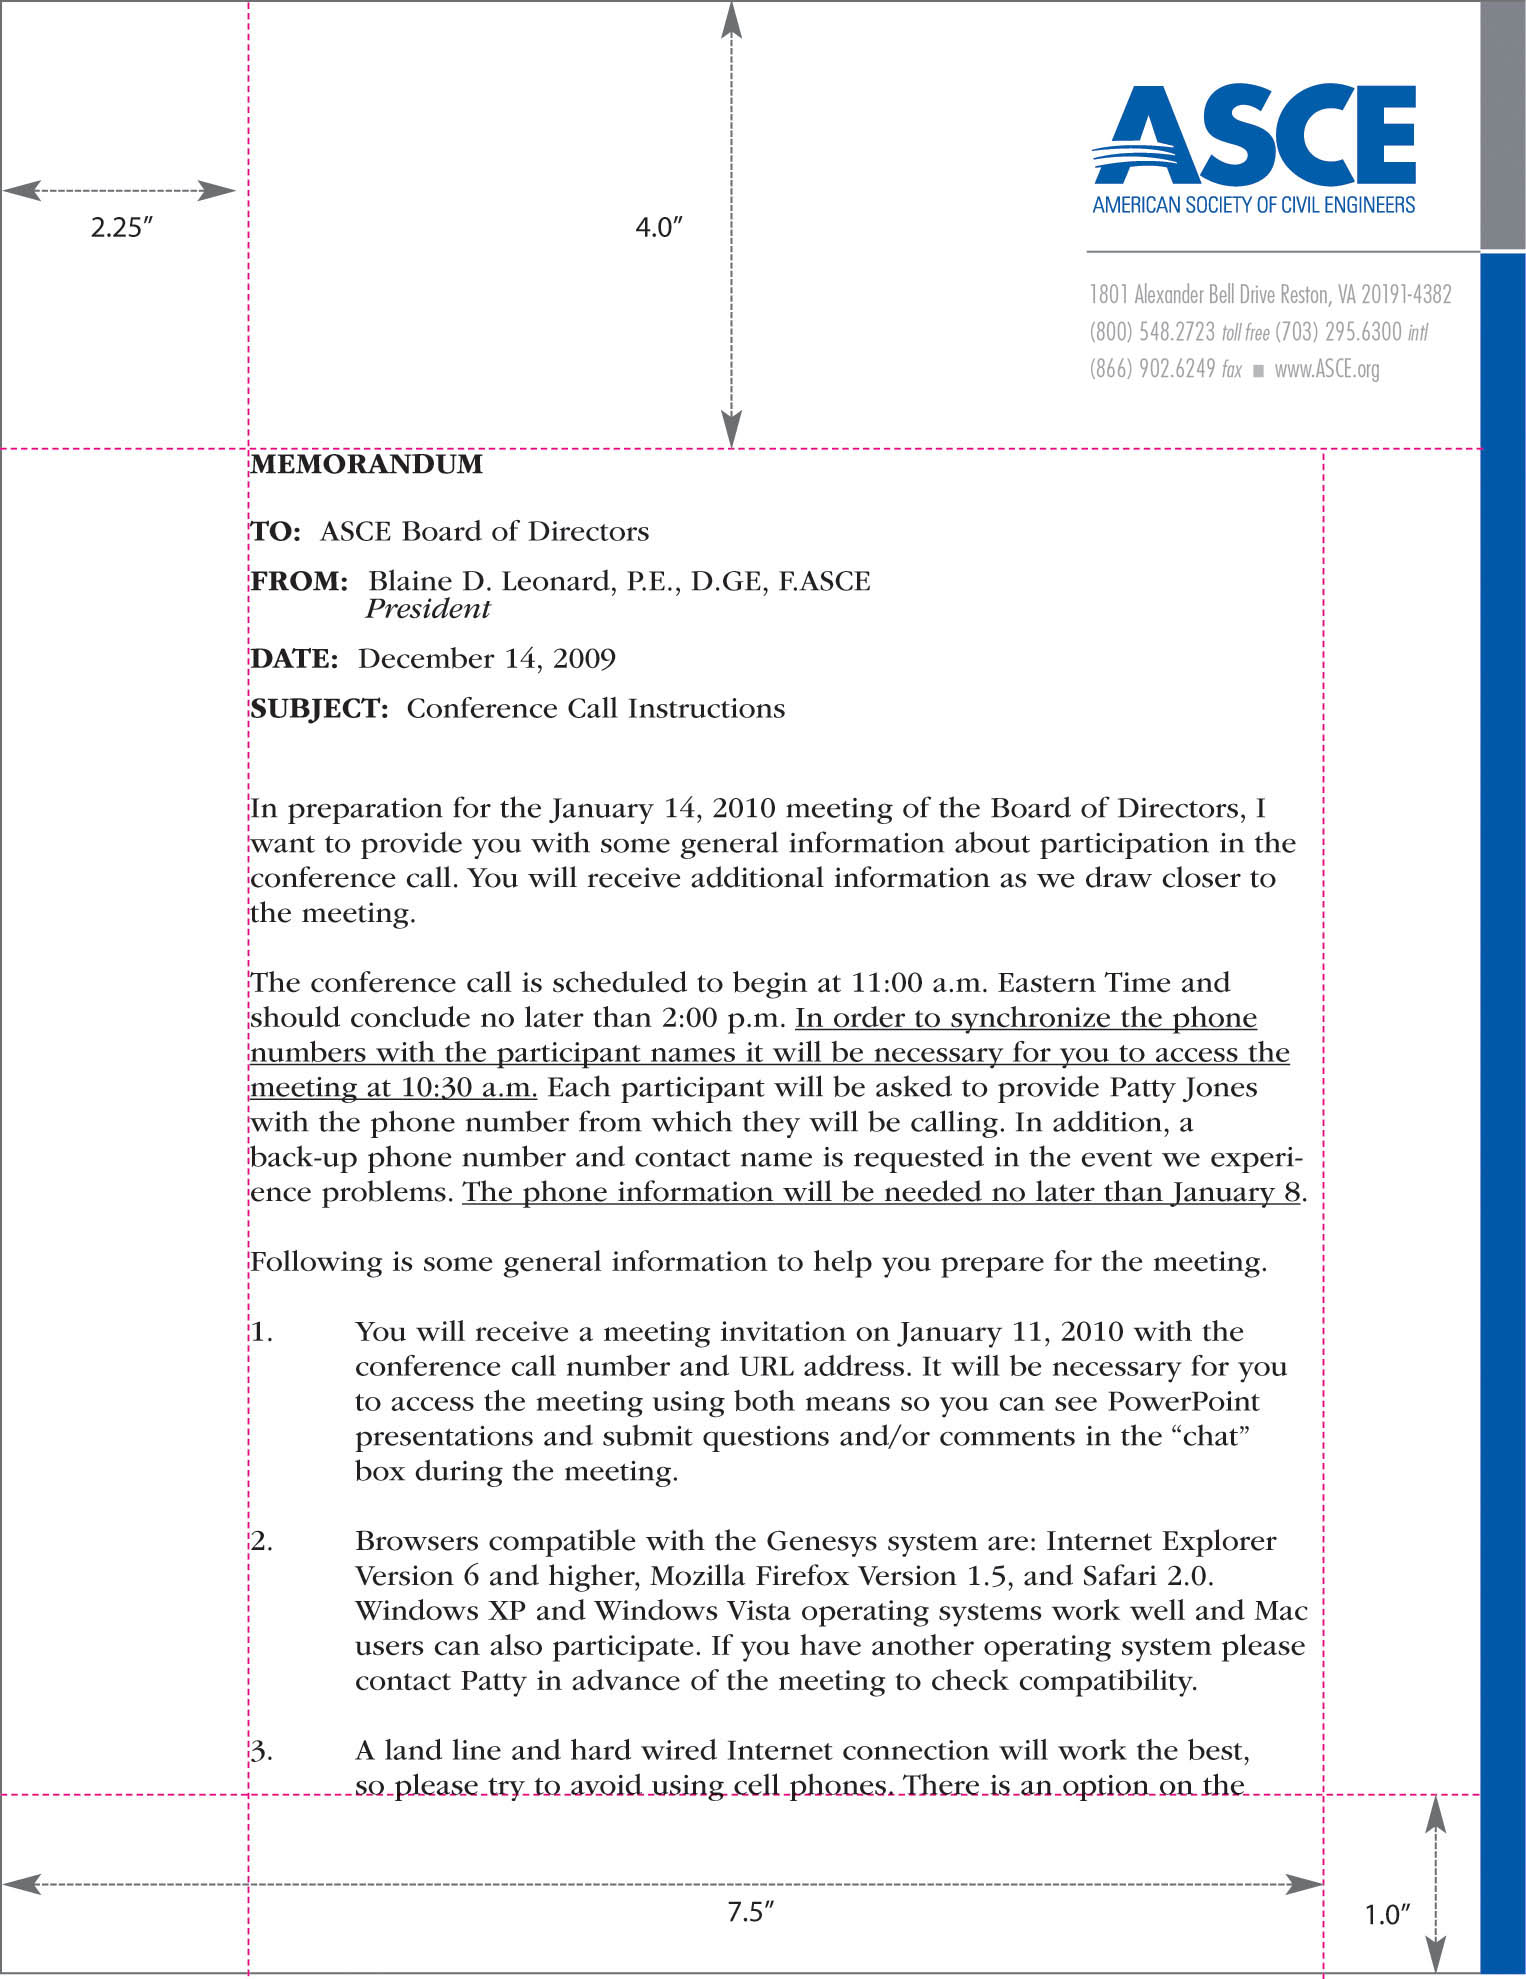 ASCE
AMERICAN SOCIETY OF CIVIL ENGINEERS
2.25”
4.0”
1801 Alexander Bell Drive Reston, VA 20191-4382
(800) 548.2723 toll free (703) 295.6300 intl
(866) 902.6249 fax ■ www.ASCE.org
MEMORANDUM
TO: ASCE Board of Directors
FROM: Blaine D. Leonard, P.E., D.GE, F.ASCE
President
DATE: December 14, 2009
SUBJECT: Conference Call Instructions
In preparation for the January 14, 2010 meeting of the Board of Directors, I
want to provide you with some general information about participation in the
conference call. You will receive additional information as we draw closer to
the meeting.
The conference call is scheduled to begin at 11:00 a.m. Eastern Time and
should conclude no later than 2:00 p.m. In order to synchronize the phone
numbers with the participant names it will be necessary for you to access the
meeting at 10:30 a.m. Each participant will be asked to provide Patty Jones
with the phone number from which they will be calling. In addition, a
back-up phone number and contact name is requested in the event we experi-
ence problems. The phone information will be needed no later than January 8.
Following is some general information to help you prepare for the meeting.
1. You will receive a meeting invitation on January 11, 2010 with the
conference call number and URL address. It will be necessary for you
to access the meeting using both means so you can see PowerPoint
presentations and submit questions and/or comments in the “chat”
box during the meeting.
2. Browsers compatible with the Genesys system are: Internet Explorer
Version 6 and higher, Mozilla Firefox Version 1.5, and Safari 2.0.
Windows XP and Windows Vista operating systems work well and Mac
users can also participate. If you have another operating system please
contact Patty in advance of the meeting to check compatibility.
3. A land line and hard wired Internet connection will work the best,
so please try to avoid using cell phones. There is an option on the
7.5”
1.0”